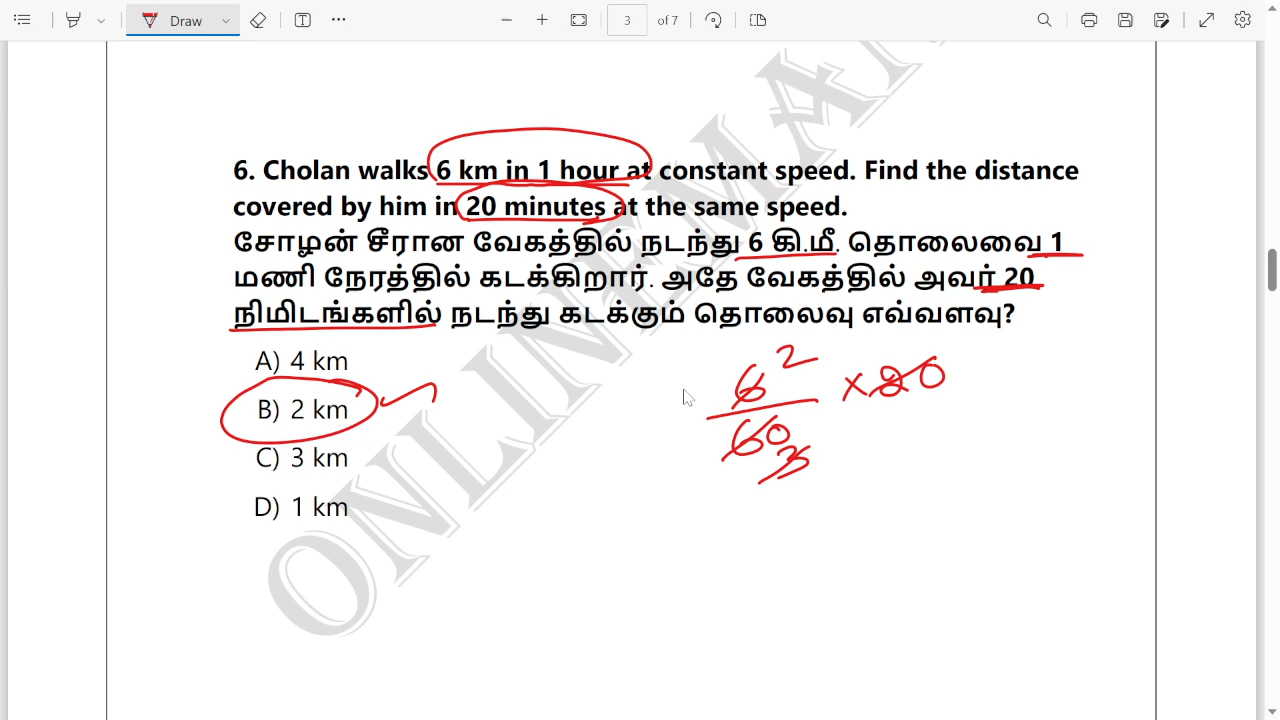 Draw
3 of 7
6. Cholan walks 6 km in 1 hour at constant speed. Find the distance
covered by him in 20 minutes at the same speed.
சோழன் சீரான வேகத்தில் நடந்து 6 கி.மீ. தொலைவை 1
மணி நேரத்தில் கடக்கிறார். அதே வேகத்தில் அவர் 20
நிமிடங்களில் நடந்து கடக்கும் தொலைவு எவ்வளவு?
A) 4 km
B) 2 km
C) 3 km
D) 1 km
6 2
× 20
60
3